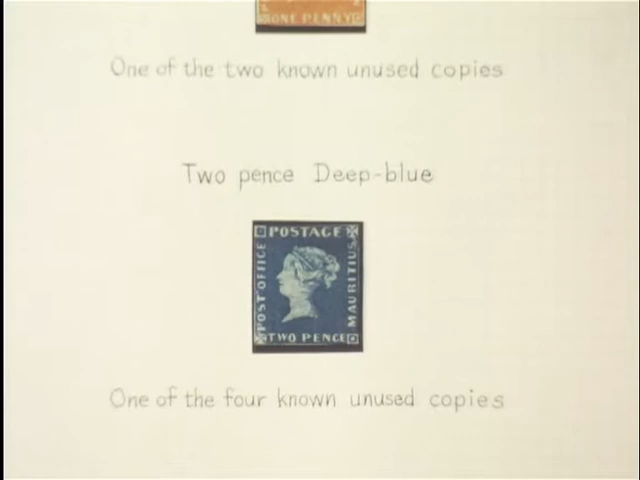 ONE PENNY
One of the two known unused copies
Two pence Deep-blue
POSTAGE
POST OFFICE
MAURITIUS
TWO PENCE
One of the four known unused copies